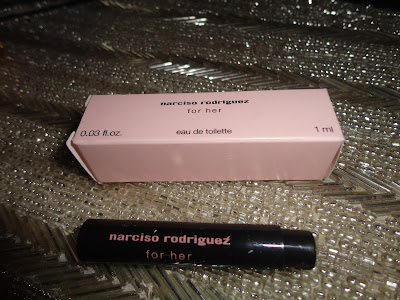 narciso rodriguez
for her
0.03 fl.oz. eau de toilette 1 ml
narciso rodriguez
for her